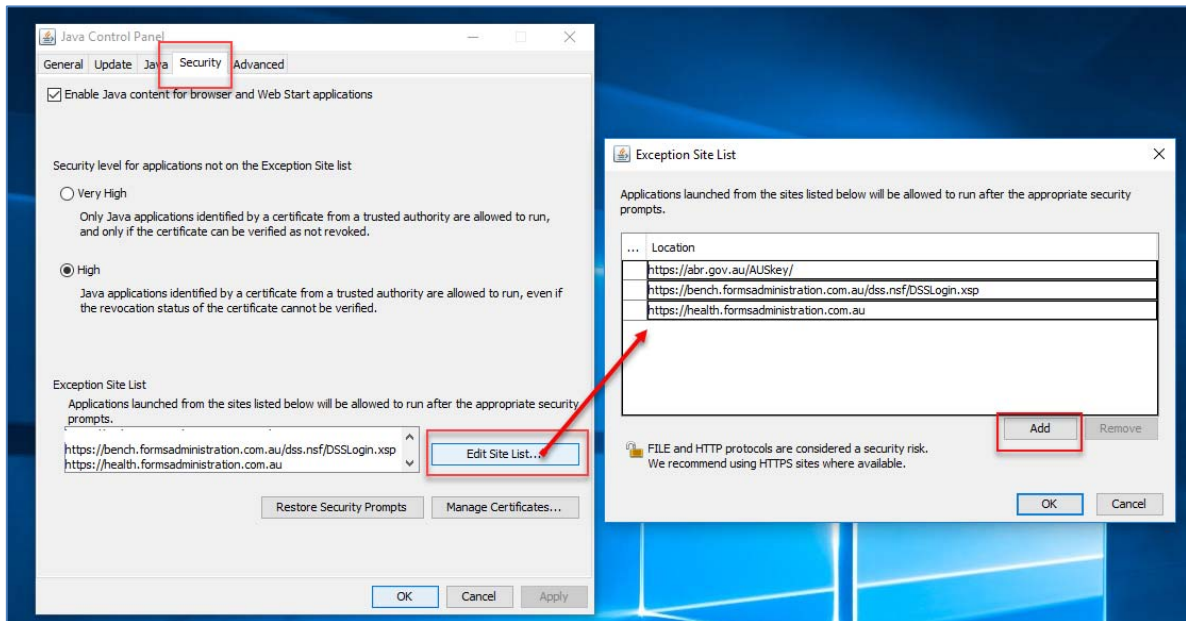 Java Control Panel
General Update Java Security Advanced
Enable Java content for browser and Web Start applications
Security level for applications not on the Exception Site list
Very High
Only Java applications identified by a certificate from a trusted authority are allowed to run,
and only if the certificate can be verified as not revoked.
High
Java applications identified by a certificate from a trusted authority are allowed to run, even if
the revocation status of the certificate cannot be verified.
Exception Site List
Applications launched from the sites listed below will be allowed to run after the appropriate security
prompts.
https://bench.formsadministration.com.au/dss.nsf/DSSLogin.xsp
https://health.formsadministration.com.au
Edit Site List...
Restore Security Prompts Manage Certificates...
OK Cancel Apply
Exception Site List
Applications launched from the sites listed below will be allowed to run after the appropriate security
prompts.
... Location
https://abr.gov.au/AUSkey/
https://bench.formsadministration.com.au/dss.nsf/DSSLogin.xsp
https://health.formsadministration.com.au
Add Remove
FILE and HTTP protocols are considered a security risk.
We recommend using HTTPS sites where available.
OK Cancel